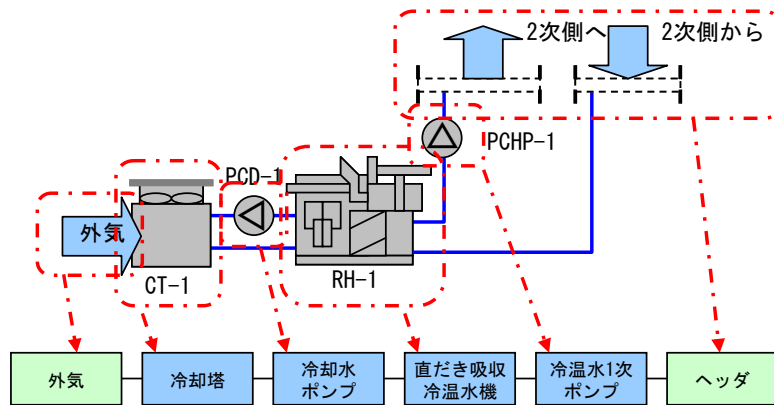 2次側へ
2次側から
PCHP-1
PCD-1
外気
CT-1
RH-1
外気
冷却塔
冷却水
ポンプ
直だき吸収
冷温水機
冷温水1次
ポンプ
ヘッダ